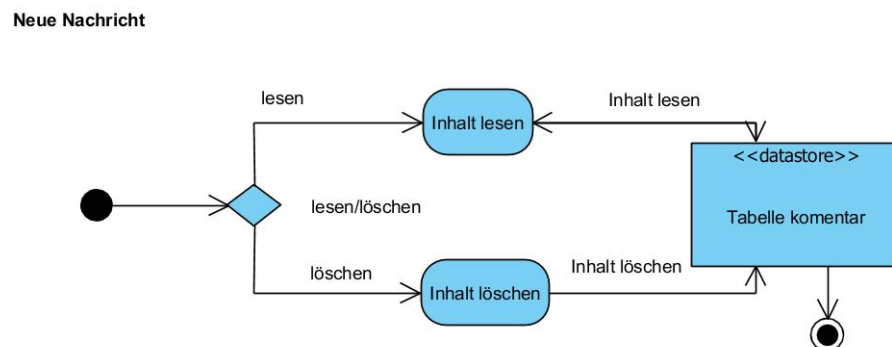 Neue Nachricht
lesen
Inhalt lesen
Inhalt lesen
<<datastore>>
Tabelle komentar
lesen/löschen
löschen
Inhalt löschen
Inhalt löschen